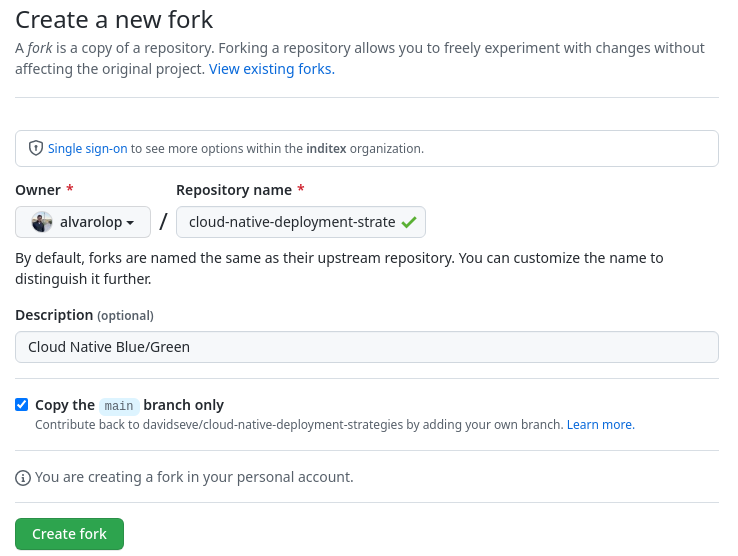 Create a new fork
A fork is a copy of a repository. Forking a repository allows you to freely experiment with changes without
affecting the original project. View existing forks.
Single sign-on to see more options within the inditex organization.
Owner *
Repository name *
alvarolop
/
cloud-native-deployment-strate
By default, forks are named the same as their upstream repository. You can customize the name to
distinguish it further.
Description (optional)
Cloud Native Blue/Green
Copy the main branch only
Contribute back to davidseve/cloud-native-deployment-strategies by adding your own branch. Learn more.
You are creating a fork in your personal account.
Create fork